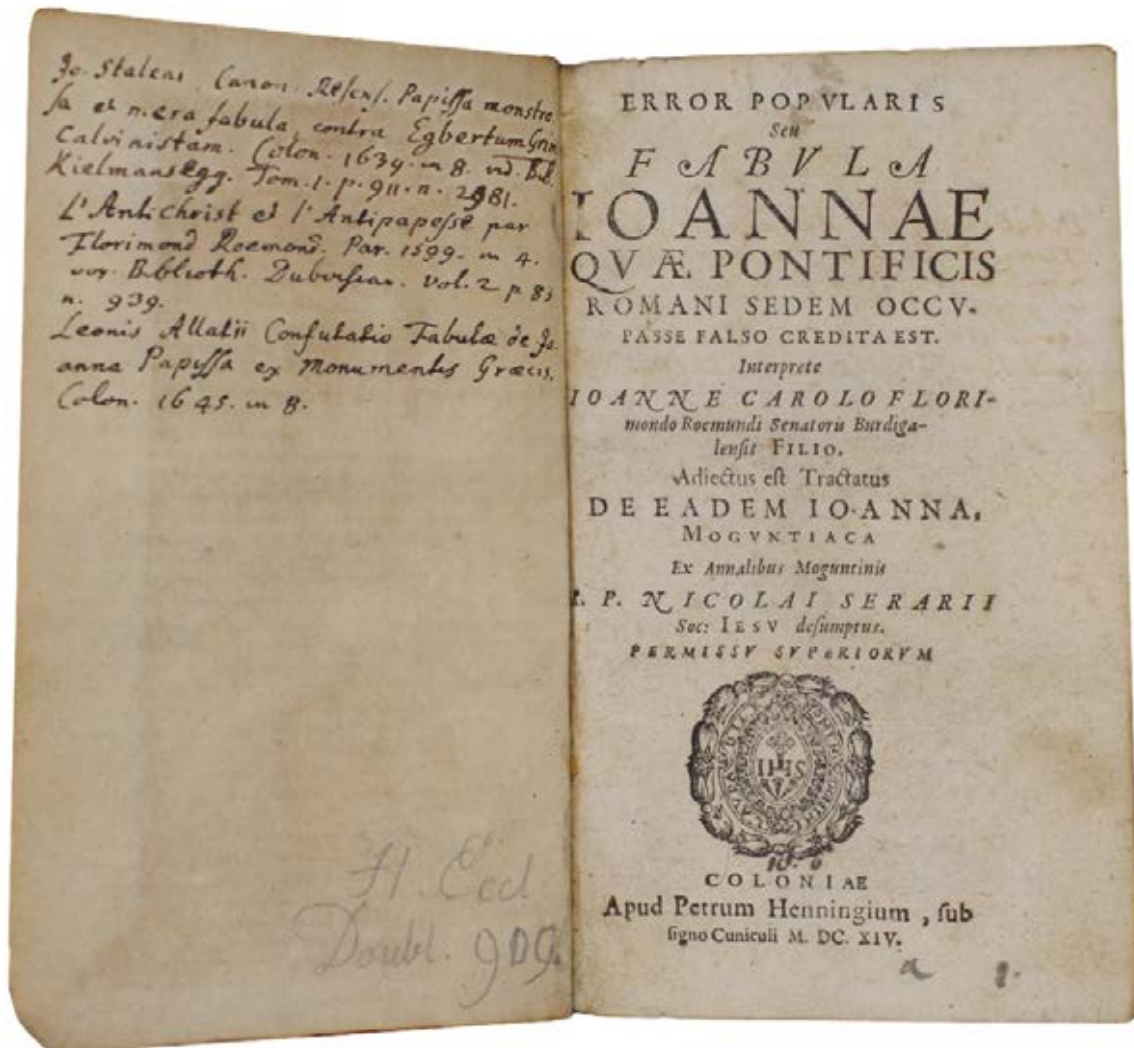 Jo. Staleni Canon. Resens. Papissa monstro
sa et mera fabula, contra Egbertum Grim
Calvinistam. Colon. 1639. in 8. vid. Bibl.
Kielmansegg. Tom. 1. p. 911. n. 2981.
L'Antichrist et l'Antipapesse par
Florimond Roemond. Par. 1599. in 4.
Biblioth. Duboisian. vol. 2 p. 83
n. 939.
Leonis Allatii Confutatio Fabulæ de Jo-
anna Papissa ex Monumentis Græcis.
Colon. 1645. in 8.
H. Eccl
Doubl. 909.
ERROR POPVLARIS
Seu
FABVLA
IOANNAE
QVÆ PONTIFICIS
ROMANI SEDEM OCCV-
PASSE FALSO CREDITA EST.
Interprete
IOANNE CAROLO FLORI-
mondo Roemundi Senatoris Burdiga-
lensis FILIO.
Adiectus est Tractatus
DE EADEM IOANNA,
MOGVNTIACA
Ex Annalibus Moguntinis
R. P. NICOLAI SERARII
Soc: IESV desumptus.
PERMISSV SVPERIORVM
IHS
COLONIAE
Apud Petrum Henningium, sub
signo Cuniculi M. DC. XIV.